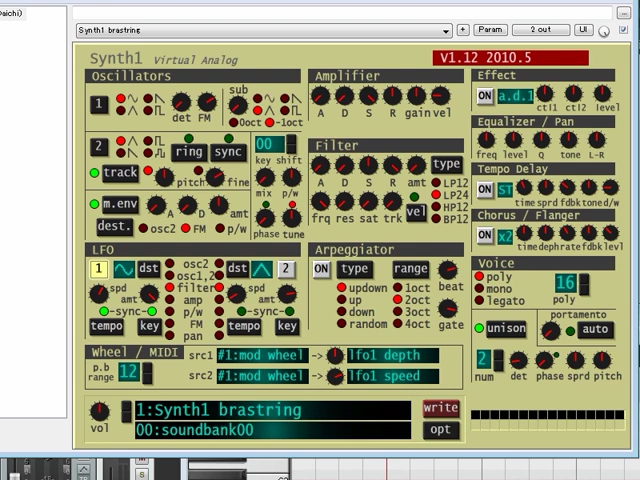 aichi)
Synth1 brastring
+
Param
2 out
UI
Synth1 Virtual Analog
V1.12 2010.5
Oscillators
1
sub
det FM
0oct -1oct
2
ring
sync
00
key shift
track
pitch
fine
mix p/w
m.env
A D amt
dest.
osc2 FM p/w
phase tune
Amplifier
A D S R gain vel
Filter
type
A D S R amt
LP12
LP24
HP12
BP12
frq res sat trk
vel
Effect
ON
a.d.1
ctl1 ctl2 level
Equalizer / Pan
freq level Q tone L-R
Tempo Delay
ON
ST
time sprd fdbk toned/w
Chorus / Flanger
ON
x2
time deph rate fdbk levl
LFO
1
dst
osc2
osc1,2
filter
amp
p/w
FM
pan
dst
2
spd amt
amt spd
-sync-
-sync-
tempo
key
tempo
key
Arpeggiator
ON
type
range
beat
updown
up
down
random
1oct
2oct
3oct
4oct
gate
Voice
poly
mono
legato
16
poly
portamento
unison
auto
2
num
det phase sprd pitch
Wheel / MIDI
p.b
range
12
src1 #1:mod wheel -> lfo1 depth
src2 #1:mod wheel -> lfo1 speed
vol
1:Synth1 brastring
00:soundbank00
write
opt
M
S